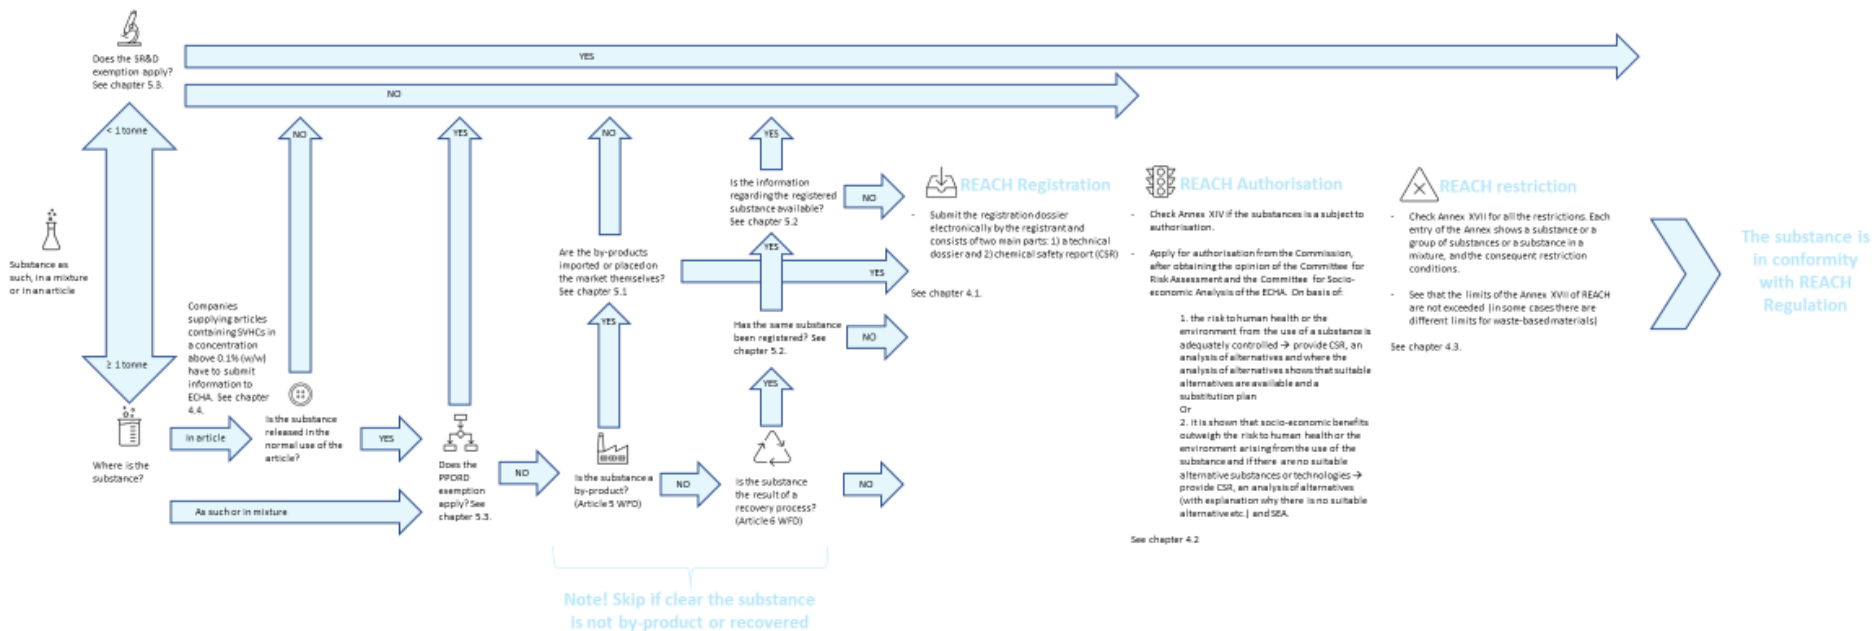 Does the SR&D
exemption apply?
See chapter 5.3.
YES
NO
< 1 tonne
≥ 1 tonne
Substance as
such, in a mixture
or in an article
Where is the
substance?
Companies
supplying articles
containing SVHCs in
a concentration
above 0.1% (w/w)
have to submit
information to
ECHA. See chapter
4.4.
In article
As such or in mixture
NO
Is the substance
released in the
normal use of the
article?
YES
YES
Does the
PPORD
exemption
apply? See
chapter 5.3.
NO
NO
Are the by-products
imported or placed on
the market themselves?
See chapter 5.1
YES
YES
Is the substance a
by-product?
(Article 5 WFD)
NO
YES
Is the information
regarding the registered
substance available?
See chapter 5.2
NO
YES
Has the same substance
been registered? See
chapter 5.2.
NO
YES
Is the substance
the result of a
recovery process?
(Article 6 WFD)
NO
Note! Skip if clear the substance
is not by-product or recovered
REACH Registration
- Submit the registration dossier
electronically by the registrant and
consists of two main parts: 1) a technical
dossier and 2) chemical safety report (CSR)
See chapter 4.1.
REACH Authorisation
- Check Annex XIV if the substances is a subject to
authorisation.
- Apply for authorisation from the Commission,
after obtaining the opinion of the Committee for
Risk Assessment and the Committee for Socio-
economic Analysis of the ECHA. On basis of:
1. the risk to human health or the
environment from the use of a substance is
adequately controlled → provide CSR, an
analysis of alternatives and where the
analysis of alternatives shows that suitable
alternatives are available and a
substitution plan
Or
2. it is shown that socio-economic benefits
outweigh the risk to human health or the
environment arising from the use of the
substance and if there are no suitable
alternative substances or technologies →
provide CSR, an analysis of alternatives
(with explanation why there is no suitable
alternative etc.) and SEA.
See chapter 4.2
REACH restriction
- Check Annex XVII for all the restrictions. Each
entry of the Annex shows a substance or a
group of substances or a substance in a
mixture, and the consequent restriction
conditions.
- See that the limits of the Annex XVII of REACH
are not exceeded (in some cases there are
different limits for waste-based materials)
See chapter 4.3.
The substance is
in conformity
with REACH
Regulation